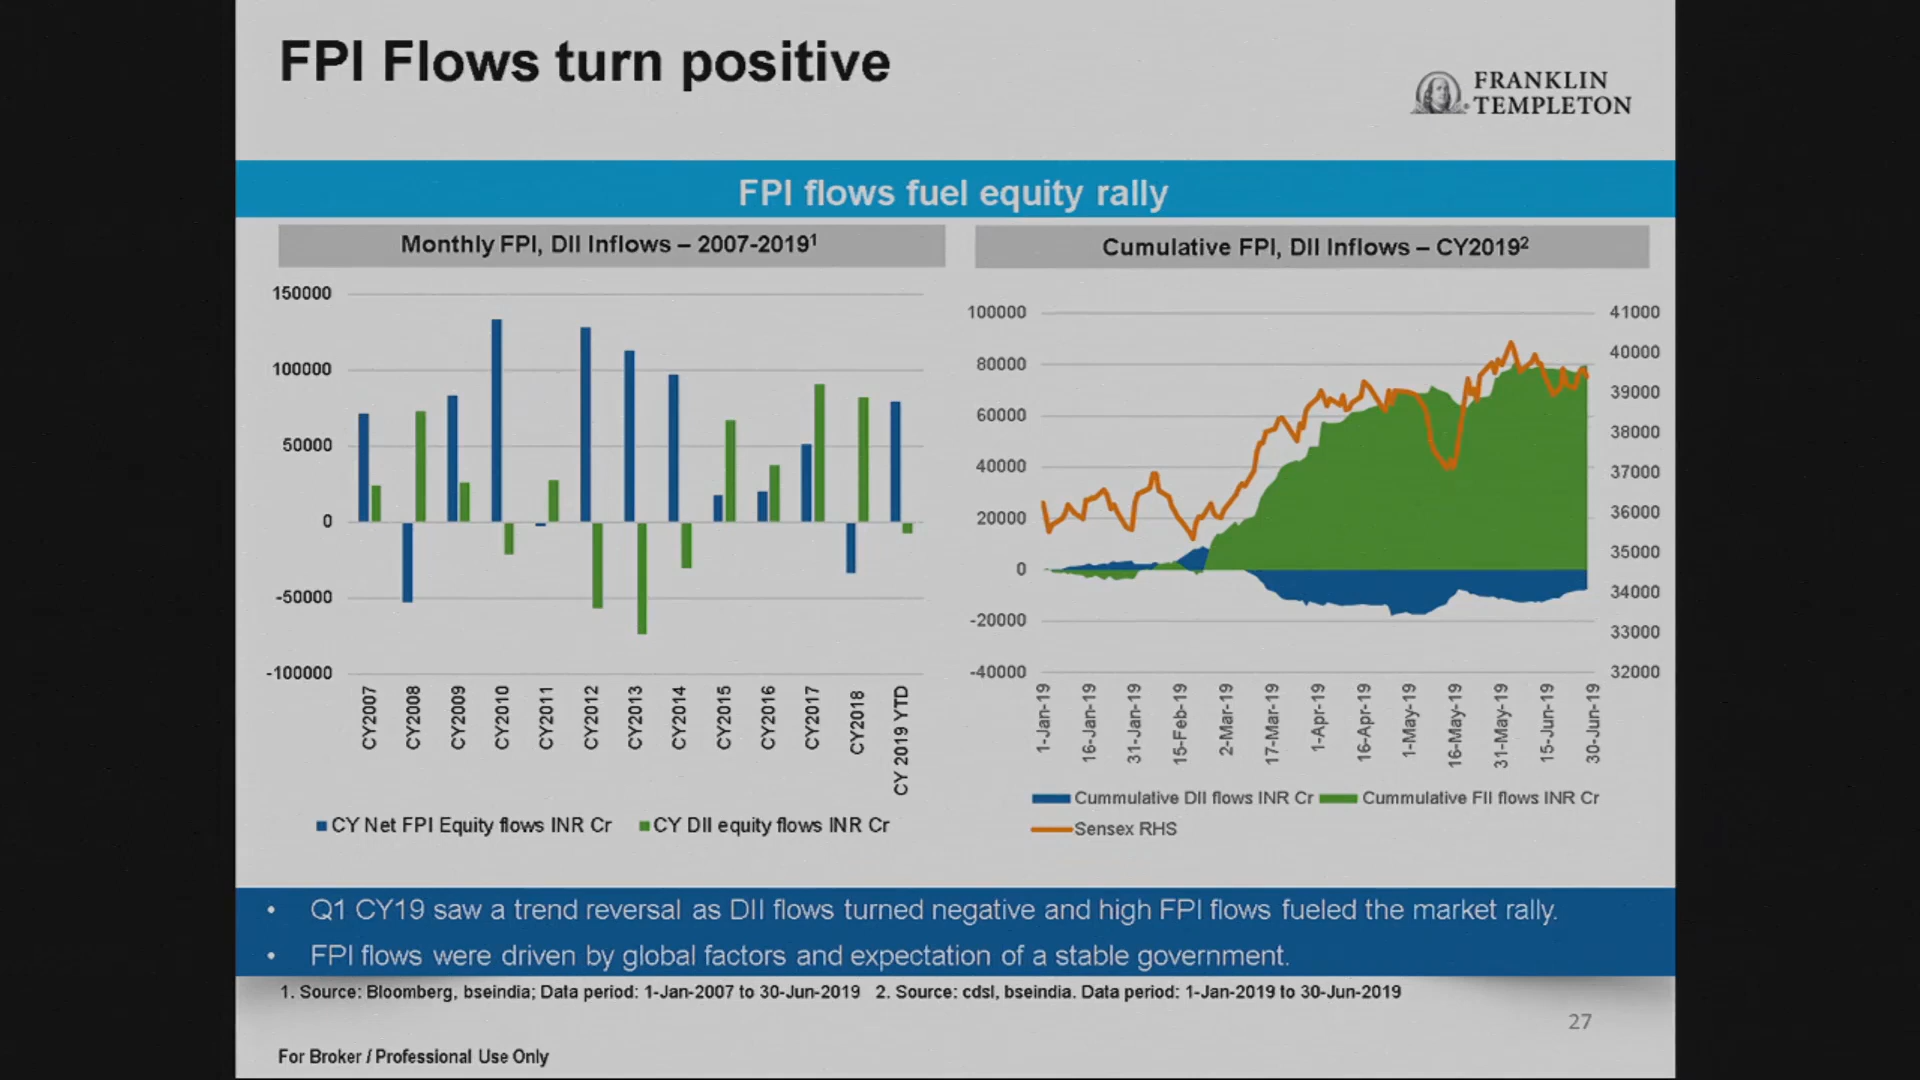 FPI Flows turn positive
FRANKLIN
TEMPLETON
FPI flows fuel equity rally
Monthly FPI, DII Inflows – 2007-2019¹
150000
100000
50000
0
-50000
-100000
CY2007
CY2008
CY2009
CY2010
CY2011
CY2012
CY2013
CY2014
CY2015
CY2016
CY2017
CY2018
CY 2019 YTD
CY Net FPI Equity flows INR Cr
CY DII equity flows INR Cr
Cumulative FPI, DII Inflows – CY2019²
100000
80000
60000
40000
20000
0
-20000
-40000
41000
40000
39000
38000
37000
36000
35000
34000
33000
32000
1-Jan-19
16-Jan-19
31-Jan-19
15-Feb-19
2-Mar-19
17-Mar-19
1-Apr-19
16-Apr-19
1-May-19
16-May-19
31-May-19
15-Jun-19
30-Jun-19
Cummulative DII flows INR Cr
Cummulative FII flows INR Cr
Sensex RHS
• Q1 CY19 saw a trend reversal as DII flows turned negative and high FPI flows fueled the market rally.
• FPI flows were driven by global factors and expectation of a stable government.
1. Source: Bloomberg, bseindia; Data period: 1-Jan-2007 to 30-Jun-2019 2. Source: cdsl, bseindia. Data period: 1-Jan-2019 to 30-Jun-2019
27
For Broker / Professional Use Only